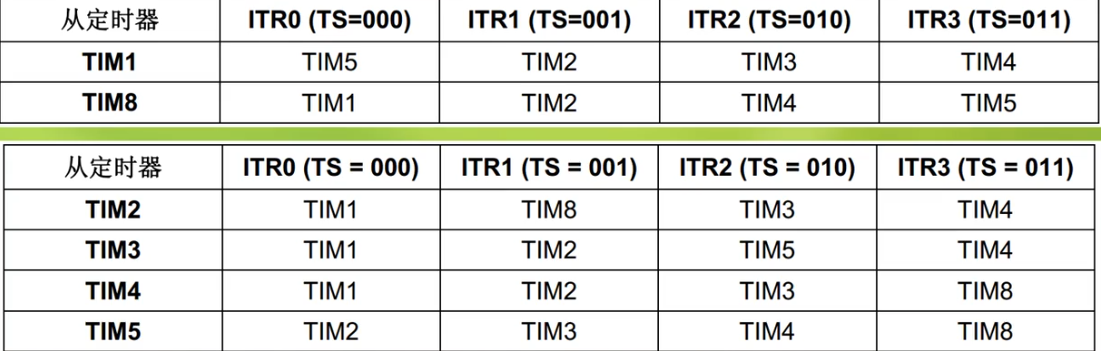 从定时器 ITR0 (TS=000) ITR1 (TS=001) ITR2 (TS=010) ITR3 (TS=011)
TIM1 TIM5 TIM2 TIM3 TIM4
TIM8 TIM1 TIM2 TIM4 TIM5
从定时器 ITR0 (TS = 000) ITR1 (TS = 001) ITR2 (TS = 010) ITR3 (TS = 011)
TIM2 TIM1 TIM8 TIM3 TIM4
TIM3 TIM1 TIM2 TIM5 TIM4
TIM4 TIM1 TIM2 TIM3 TIM8
TIM5 TIM2 TIM3 TIM4 TIM8